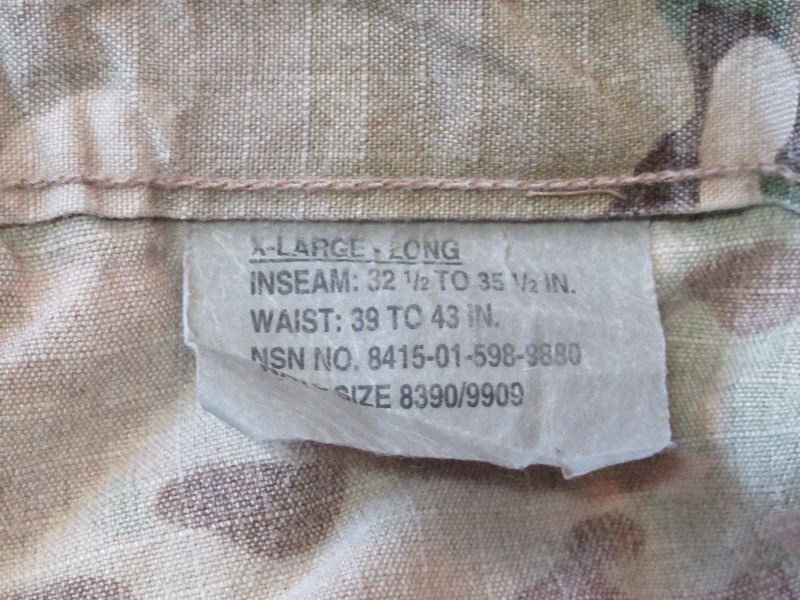 X-LARGE - LONG
INSEAM: 32 1/2 TO 35 1/2 IN.
WAIST: 39 TO 43 IN.
NSN NO. 8415-01-598-9880
SIZE 8390/9909